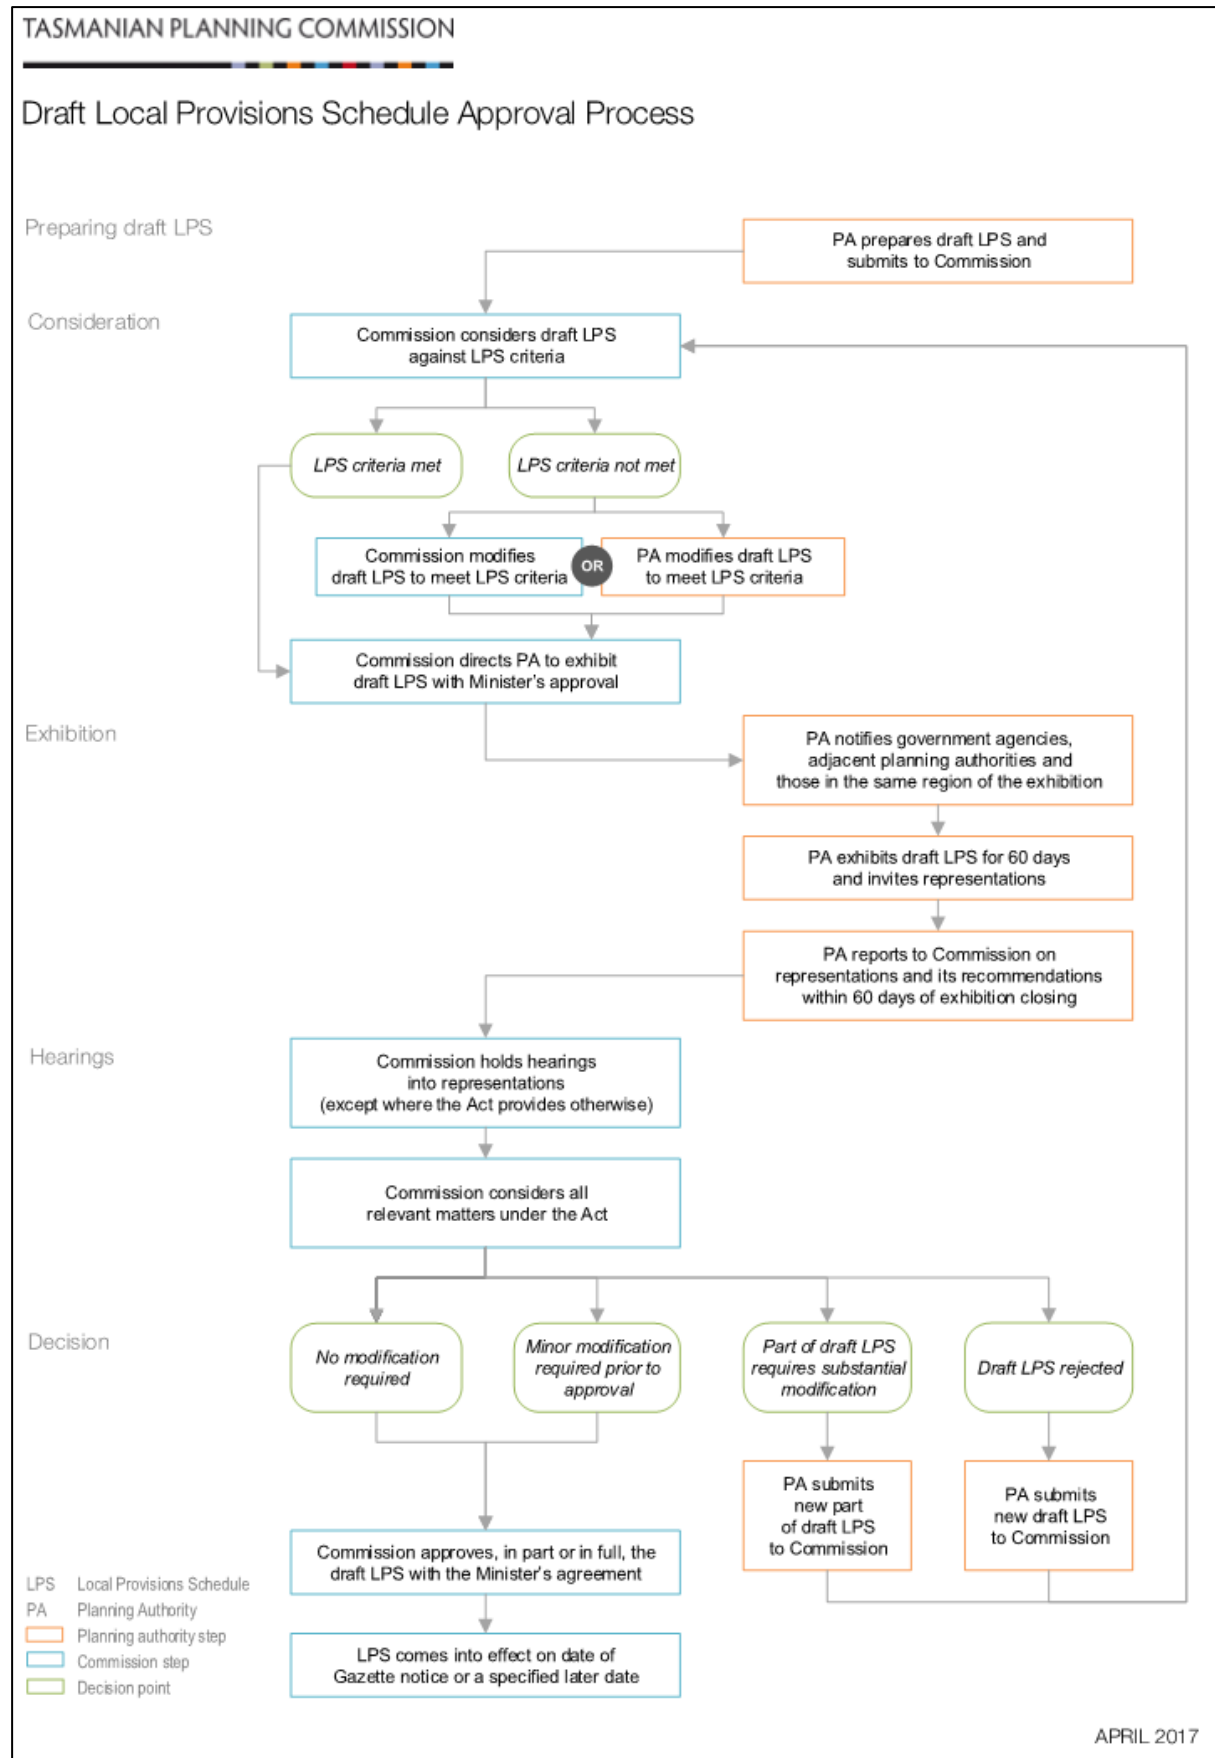 TASMANIAN PLANNING COMMISSION
Draft Local Provisions Schedule Approval Process
Preparing draft LPS
PA prepares draft LPS and
submits to Commission
Consideration
Commission considers draft LPS
against LPS criteria
LPS criteria met
LPS criteria not met
Commission modifies
draft LPS to meet LPS criteria
OR
PA modifies draft LPS
to meet LPS criteria
Commission directs PA to exhibit
draft LPS with Minister's approval
Exhibition
PA notifies government agencies,
adjacent planning authorities and
those in the same region of the exhibition
PA exhibits draft LPS for 60 days
and invites representations
PA reports to Commission on
representations and its recommendations
within 60 days of exhibition closing
Hearings
Commission holds hearings
into representations
(except where the Act provides otherwise)
Commission considers all
relevant matters under the Act
Decision
No modification
required
Minor modification
required prior to
approval
Part of draft LPS
requires substantial
modification
Draft LPS rejected
PA submits
new part
of draft LPS
to Commission
PA submits
new draft LPS
to Commission
Commission approves, in part or in full, the
draft LPS with the Minister's agreement
LPS comes into effect on date of
Gazette notice or a specified later date
LPS Local Provisions Schedule
PA Planning Authority
Planning authority step
Commission step
Decision point
APRIL 2017